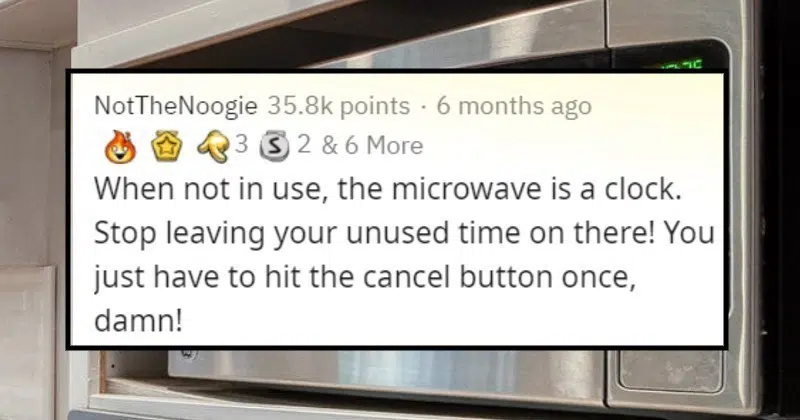 NotTheNoogie 35.8k points · 6 months ago
3 S 2 & 6 More
When not in use, the microwave is a clock.
Stop leaving your unused time on there! You
just have to hit the cancel button once,
damn!